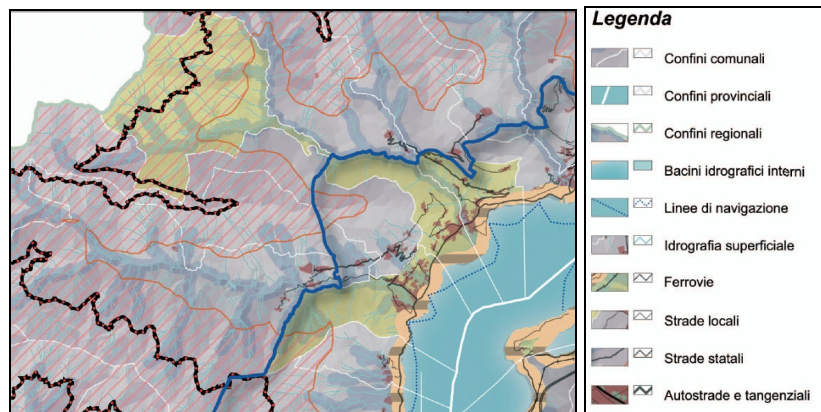 Legenda
Confini comunali
Confini provinciali
Confini regionali
Bacini idrografici interni
Linee di navigazione
Idrografia superficiale
Ferrovie
Strade locali
Strade statali
Autostrade e tangenziali